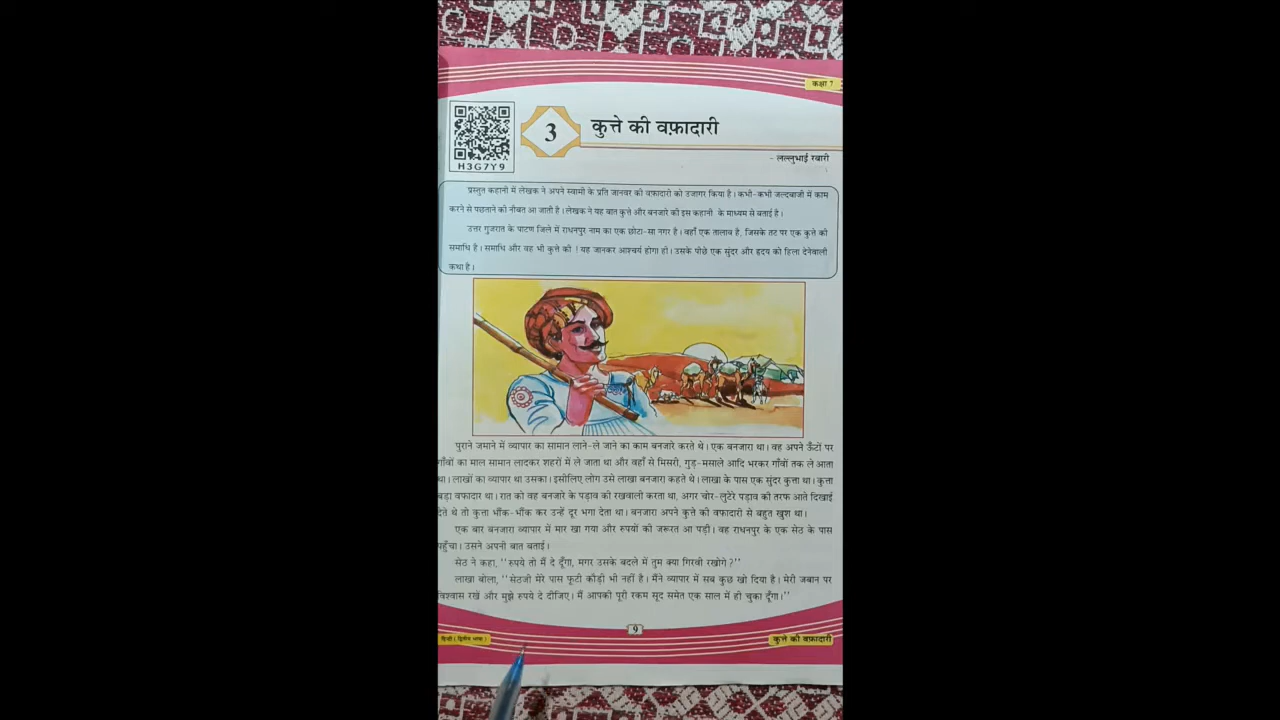 कक्षा 7
H3G7Y9
3
कुत्ते की वफ़ादारी
- लल्लुभाई रबारी
प्रस्तुत कहानी में लेखक ने अपने स्वामी के प्रति जानवर की वफ़ादारी को उजागर किया है। कभी-कभी जल्दबाजी में काम
करने से पछताने की नौबत आ जाती है। लेखक ने यह बात कुत्ते और बनजारे की इस कहानी के माध्यम से बताई है।
उत्तर गुजरात के पाटण जिले में राधनपुर नाम का एक छोटा-सा नगर है। वहाँ एक तालाब है, जिसके तट पर एक कुत्ते की
समाधि है। समाधि और वह भी कुत्ते की ! यह जानकर आश्चर्य होगा ही। उसके पीछे एक सुंदर और हृदय को हिला देनेवाली
कथा है।
पुराने जमाने में व्यापार का सामान लाने-ले जाने का काम बनजारे करते थे। एक बनजारा था। वह अपने ऊँटों पर
गाँवों का माल सामान लादकर शहरों में ले जाता था और वहाँ से मिसरी, गुड़-मसाले आदि भरकर गाँवों तक ले आता
था। लाखों का व्यापार था उसका। इसीलिए लोग उसे लाखा बनजारा कहते थे। लाखा के पास एक सुंदर कुत्ता था। कुत्ता
बड़ा वफादार था। रात को वह बनजारे के पड़ाव की रखवाली करता था, अगर चोर-लुटेरे पड़ाव की तरफ आते दिखाई
देते थे तो कुत्ता भौंक-भौंक कर उन्हें दूर भगा देता था। बनजारा अपने कुत्ते की वफादारी से बहुत खुश था।
एक बार बनजारा व्यापार में मार खा गया और रुपयों की जरूरत आ पड़ी। वह राधनपुर के एक सेठ के पास
पहुँचा। उसने अपनी बात बताई।
सेठ ने कहा, ''रुपये तो मैं दे दूँगा, मगर उसके बदले में तुम क्या गिरवी रखोगे ?''
लाखा बोला, ''सेठजी मेरे पास फूटी कौड़ी भी नहीं है। मैंने व्यापार में सब कुछ खो दिया है। मेरी जबान पर
विश्वास रखें और मुझे रुपये दे दीजिए। मैं आपकी पूरी रकम सूद समेत एक साल में ही चुका दूँगा।''
9
हिन्दी (द्वितीय भाषा)
कुत्ते की वफ़ादारी